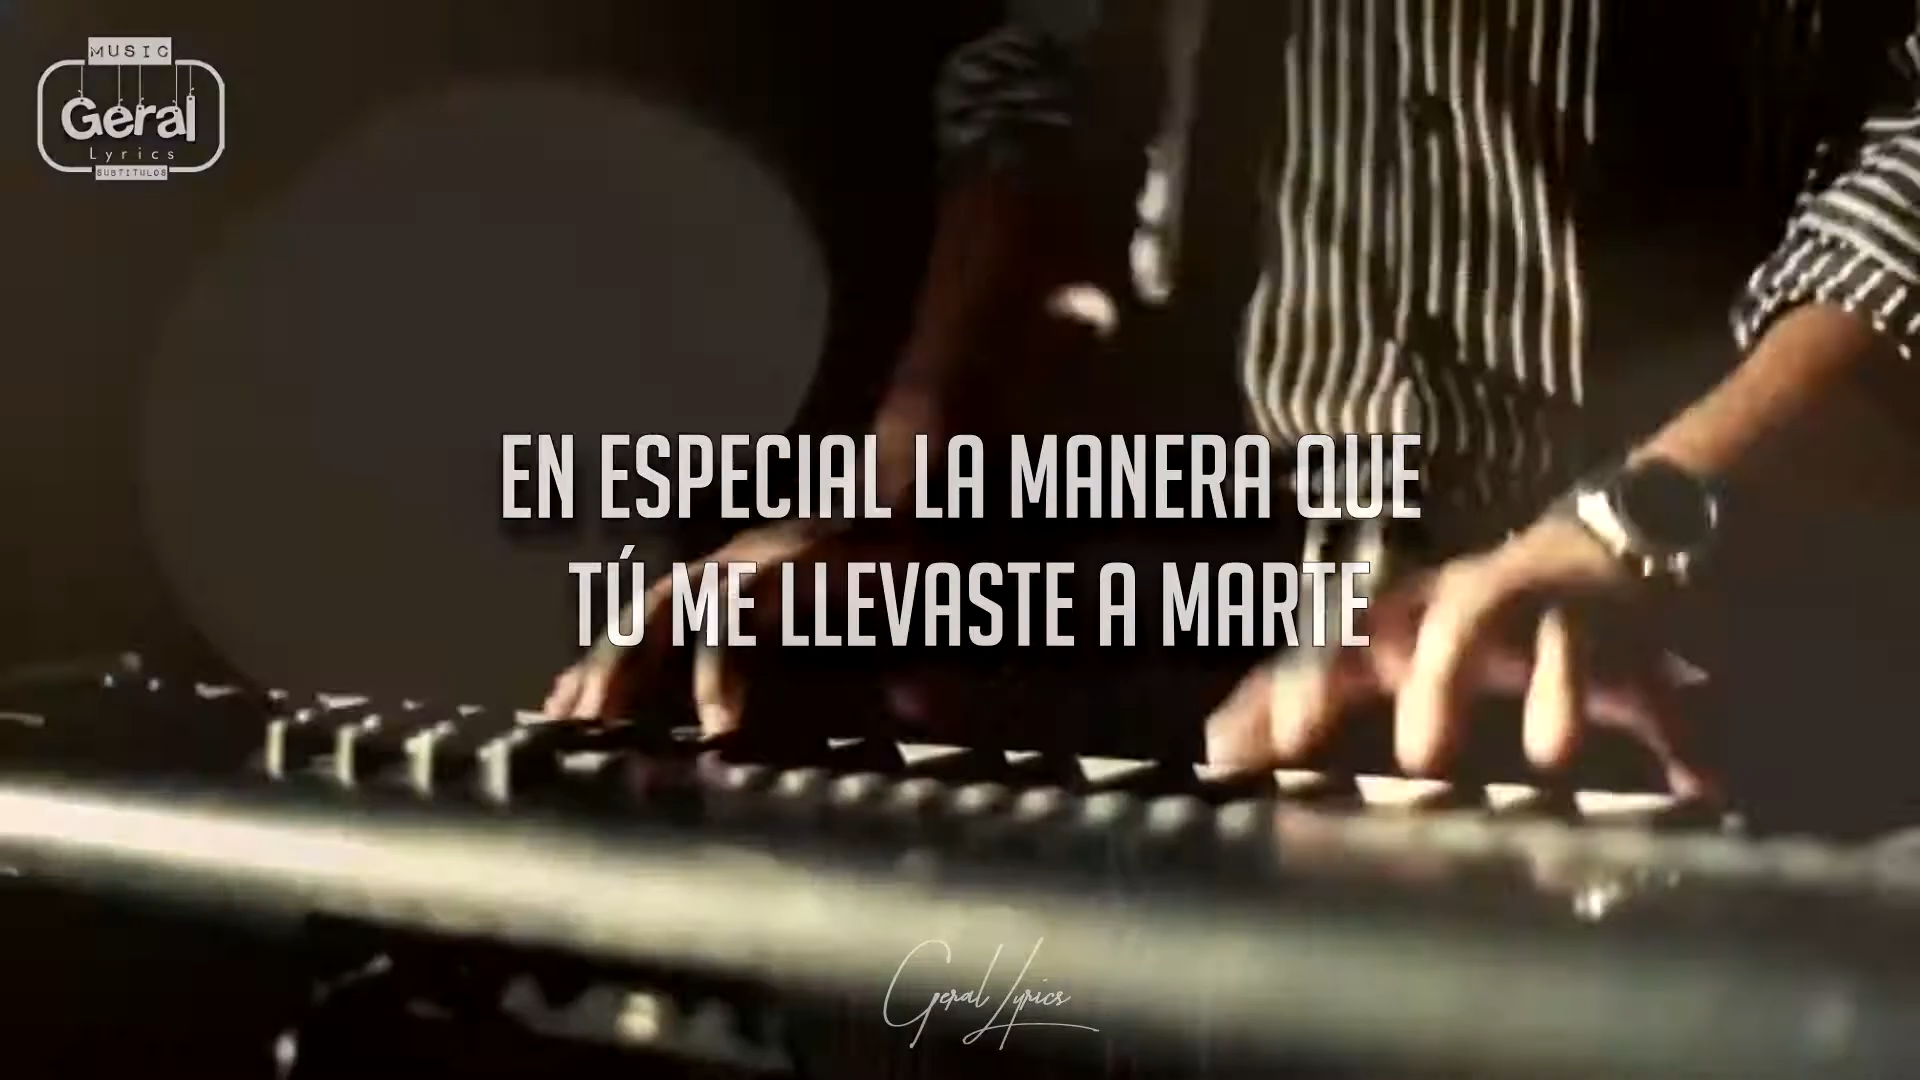 MUSIC
Geral
Lyrics
SUBTITULOS
EN ESPECIAL LA MANERA QUE
TÚ ME LLEVASTE A MARTE
Geral Lyrics